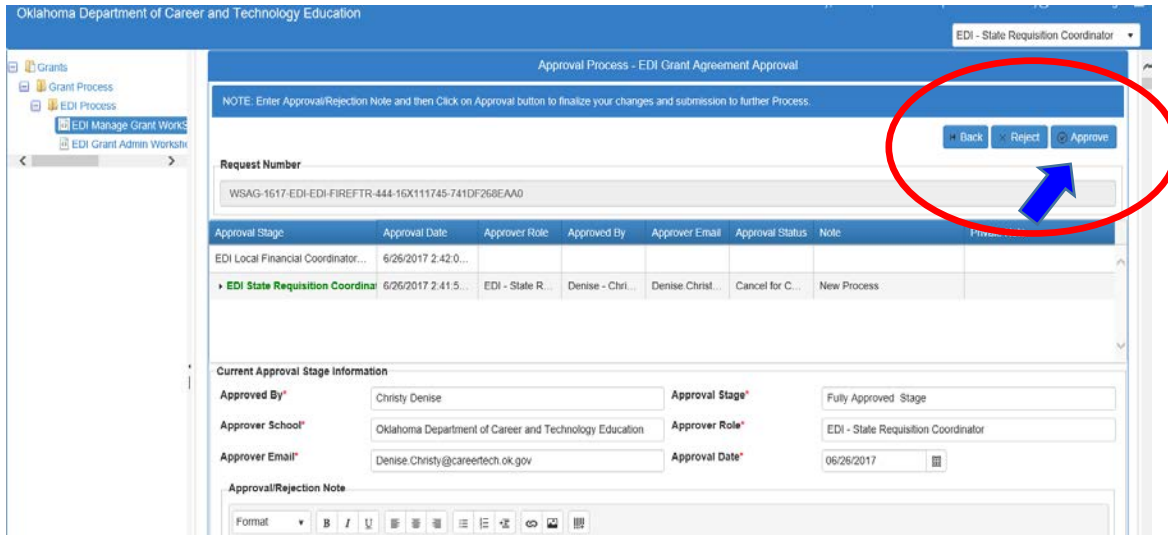 Oklahoma Department of Career and Technology Education
EDI - State Requisition Coordinator
Grants
Grant Process
EDI Process
EDI Manage Grant WorkS
EDI Grant Admin Workshe
Approval Process - EDI Grant Agreement Approval
NOTE: Enter Approval/Rejection Note and then Click on Approval button to finalize your changes and submission to further Process.
Back Reject Approve
Request Number
WSAG-1617-EDI-EDI-FIREFTR-444-16X111745-741DF268EAA0
Approval Stage Approval Date Approver Role Approved By Approver Email Approval Status Note
EDI Local Financial Coordinator... 6/26/2017 2:42:0...
EDI State Requisition Coordinat 6/26/2017 2:41:5... EDI - State R... Denise - Chri... Denise.Christ... Cancel for C... New Process
Current Approval Stage Information
Approved By* Christy Denise Approval Stage* Fully Approved Stage
Approver School* Oklahoma Department of Career and Technology Education Approver Role* EDI - State Requisition Coordinator
Approver Email* Denise.Christy@careertech.ok.gov Approval Date* 06/26/2017
Approval/Rejection Note
Format B I U